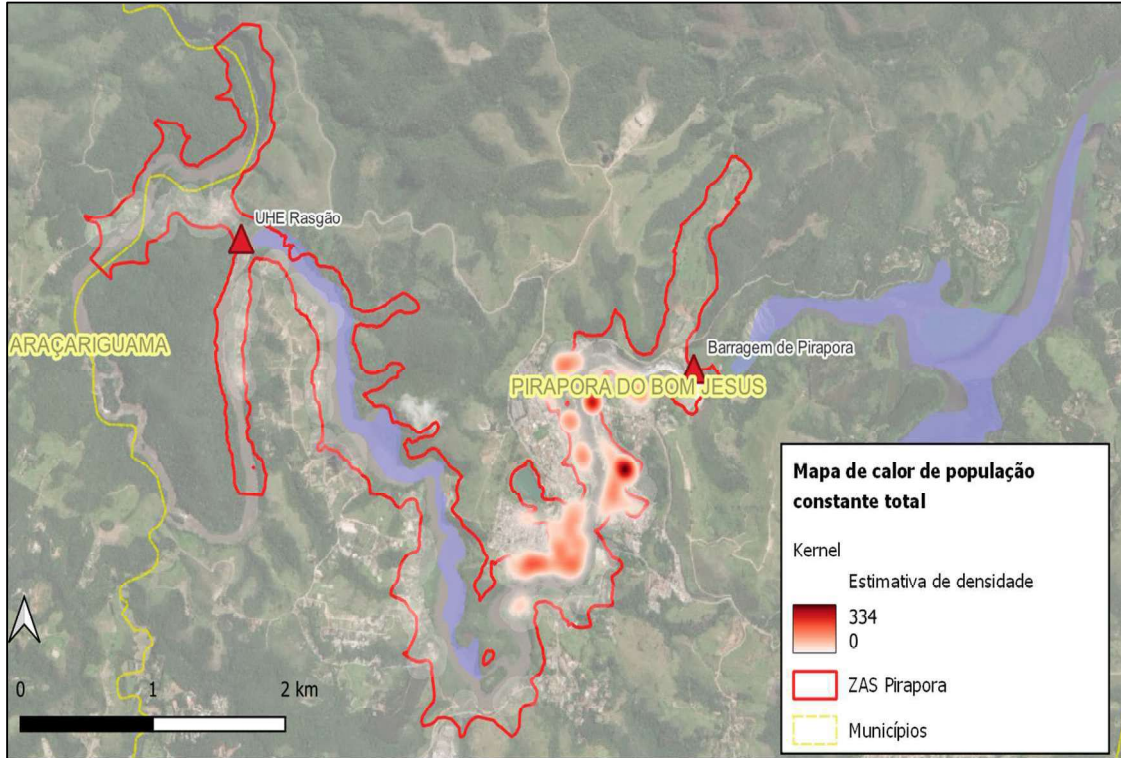 UHE Rasgão
ARAÇARIGUAMA
Barragem de Pirapora
PIRAPORA DO BOM JESUS
Mapa de calor de população
constante total
Kernel
Estimativa de densidade
334
0
ZAS Pirapora
Municípios
0 1 2 km